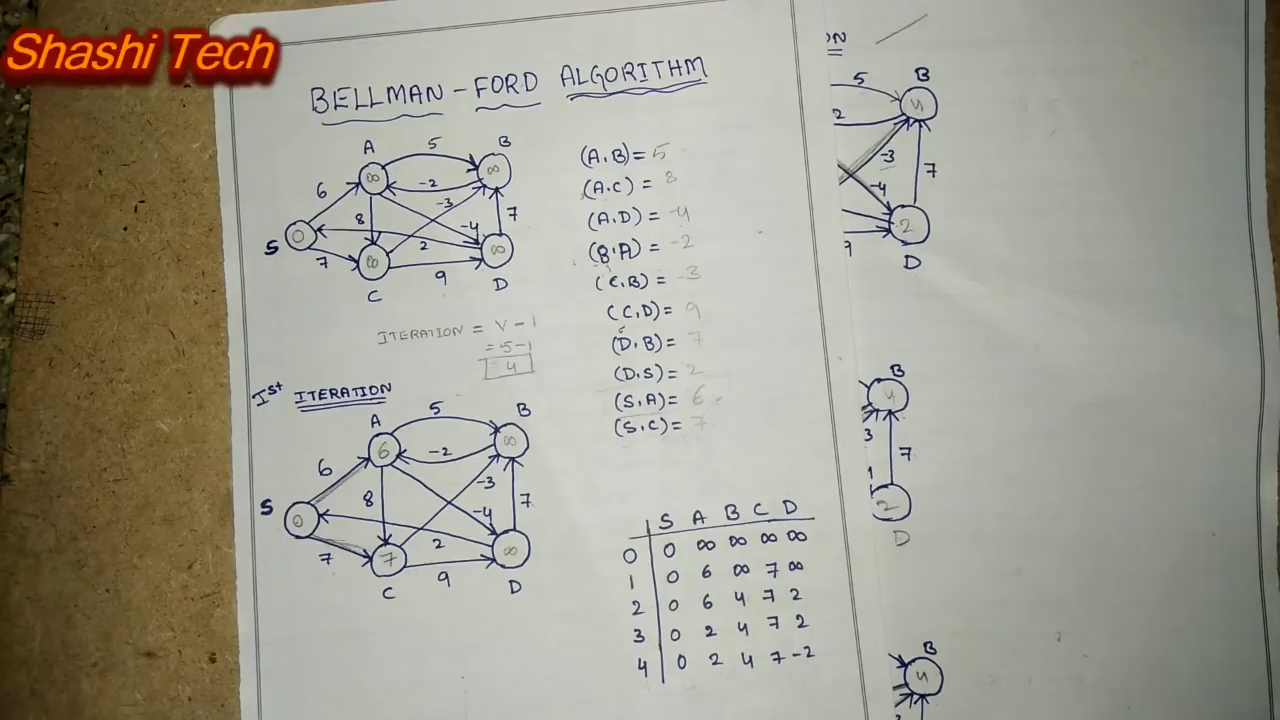 Shashi Tech
BELLMAN - FORD ALGORITHM
A 5 B
∞ ∞
6 -2
-3
8 -4 7
S 0
2
7 ∞ ∞
9
C D
(A,B) = 5
(A,C) = 8
(A,D) = -4
(B,A) = -2
(C,B) = -3
(C,D) = 9
(D,B) = 7
(D,S) = 2
(S,A) = 6
(S,C) = 7
ITERATION = V - 1
= 5-1
4
Ist ITERATION
A 5 B
6 ∞
6 -2
-3
8 -4 7
S 0
2
7 7 ∞
9
C D
S A B C D
0 0 ∞ ∞ ∞ ∞
1 0 6 ∞ 7 ∞
2 0 6 4 7 2
3 0 2 4 7 2
4 0 2 4 7 -2
ON
5 B
2
-3
-4 7
2
D
B
3
7
2
D
B